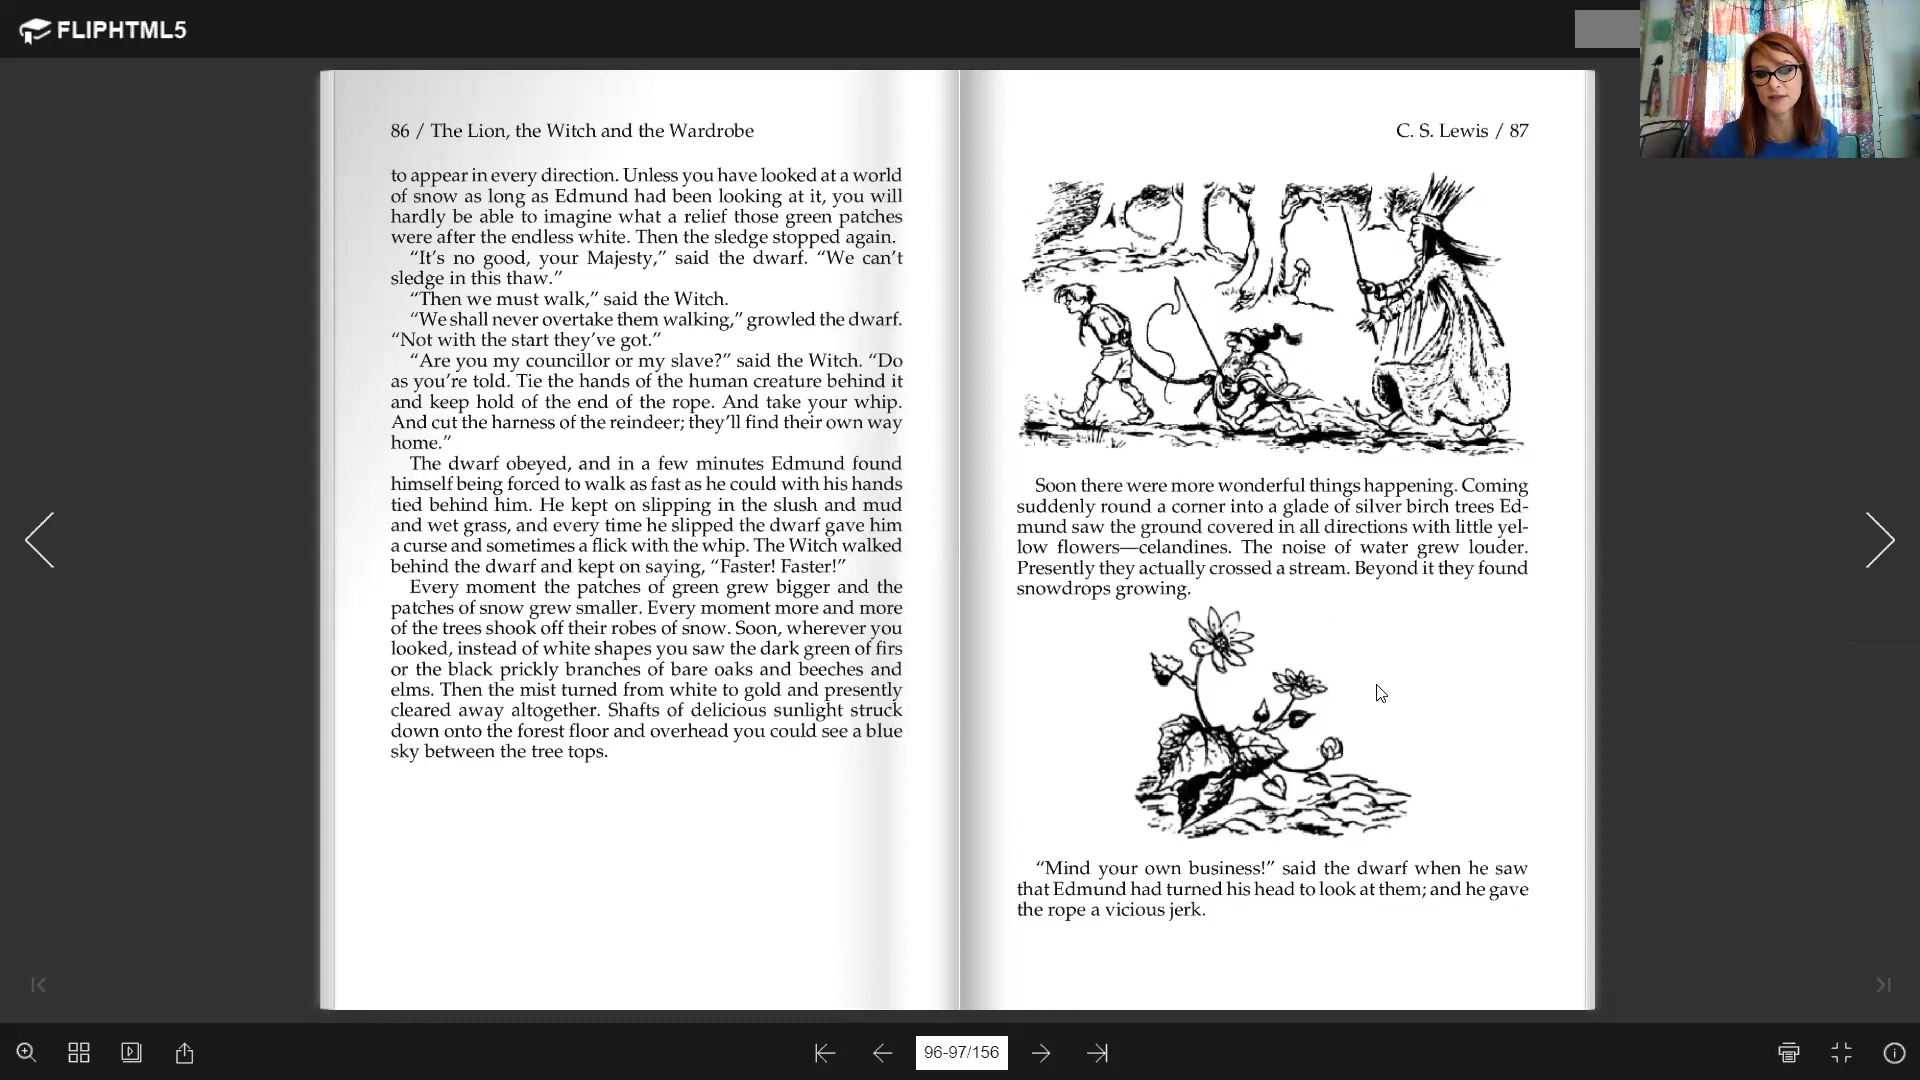 FLIPHTML5
86 / The Lion, the Witch and the Wardrobe
to appear in every direction. Unless you have looked at a world
of snow as long as Edmund had been looking at it, you will
hardly be able to imagine what a relief those green patches
were after the endless white. Then the sledge stopped again.
“It’s no good, your Majesty,” said the dwarf. “We can’t
sledge in this thaw.”
“Then we must walk,” said the Witch.
“We shall never overtake them walking,” growled the dwarf.
“Not with the start they’ve got.”
“Are you my councillor or my slave?” said the Witch. “Do
as you’re told. Tie the hands of the human creature behind it
and keep hold of the end of the rope. And take your whip.
And cut the harness of the reindeer; they’ll find their own way
home.”
The dwarf obeyed, and in a few minutes Edmund found
himself being forced to walk as fast as he could with his hands
tied behind him. He kept on slipping in the slush and mud
and wet grass, and every time he slipped the dwarf gave him
a curse and sometimes a flick with the whip. The Witch walked
behind the dwarf and kept on saying, “Faster! Faster!”
Every moment the patches of green grew bigger and the
patches of snow grew smaller. Every moment more and more
of the trees shook off their robes of snow. Soon, wherever you
looked, instead of white shapes you saw the dark green of firs
or the black prickly branches of bare oaks and beeches and
elms. Then the mist turned from white to gold and presently
cleared away altogether. Shafts of delicious sunlight struck
down onto the forest floor and overhead you could see a blue
sky between the tree tops.
C. S. Lewis / 87
Soon there were more wonderful things happening. Coming
suddenly round a corner into a glade of silver birch trees Ed-
mund saw the ground covered in all directions with little yel-
low flowers—celandines. The noise of water grew louder.
Presently they actually crossed a stream. Beyond it they found
snowdrops growing.
“Mind your own business!” said the dwarf when he saw
that Edmund had turned his head to look at them; and he gave
the rope a vicious jerk.
96-97/156